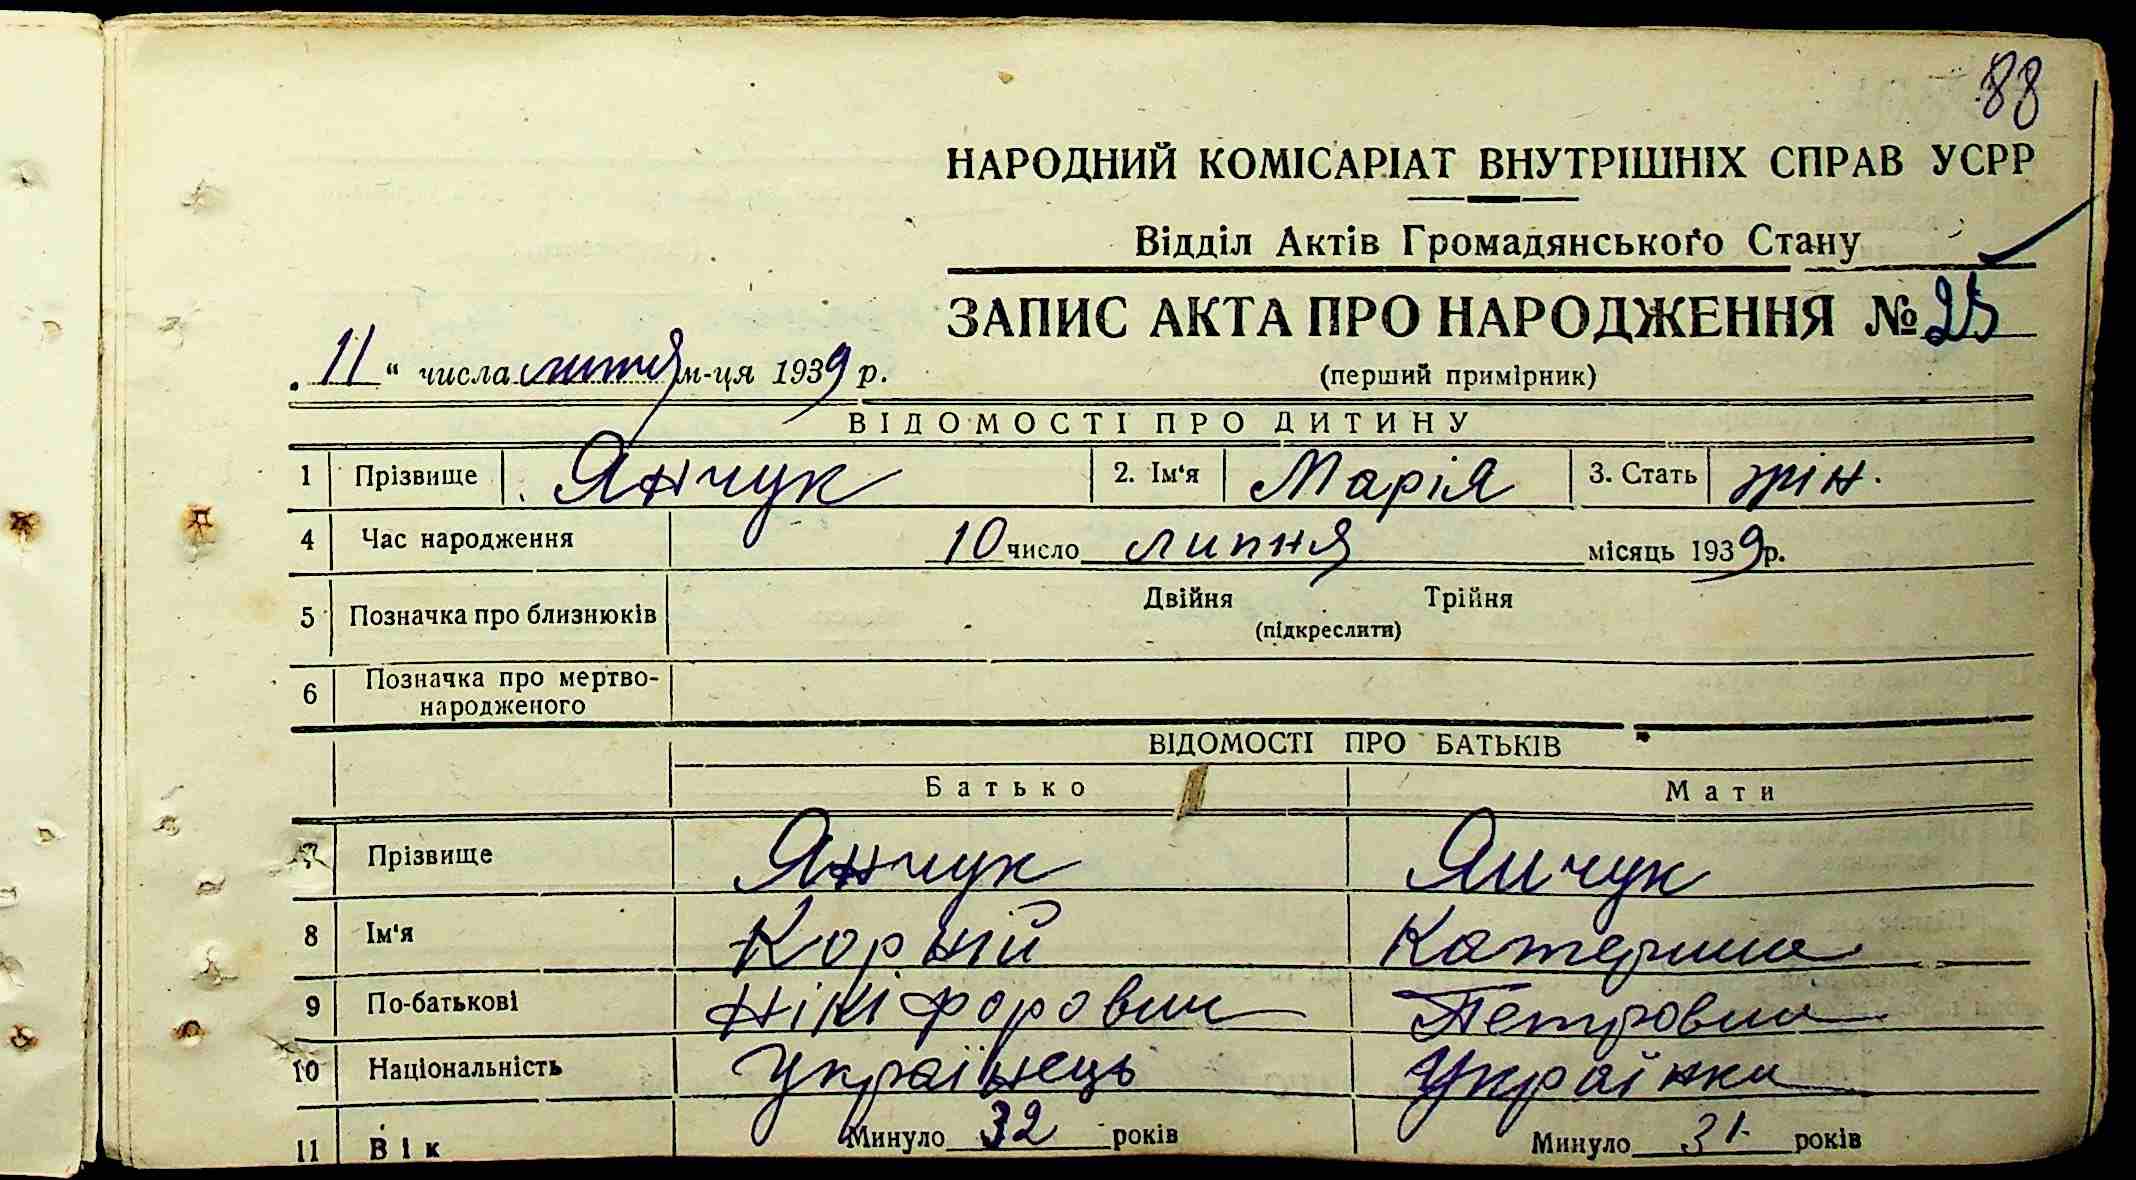 88
НАРОДНИЙ КОМІСАРІАТ ВНУТРІШНІХ СПРАВ УСРР
Відділ Актів Громадянського Стану
ЗАПИС АКТА ПРО НАРОДЖЕННЯ № 25
„ 11 “ числа липня м-ця 1939 р.
(перший примірник)
ВІДОМОСТІ ПРО ДИТИНУ
1 Прізвище Янчук 2. Ім'я Марія 3. Стать жін.
4 Час народження 10 число липня місяць 1939 р.
5 Позначка про близнюків Двійня Трійня
(підкреслити)
6 Позначка про мертво-
народженого
ВІДОМОСТІ ПРО БАТЬКІВ
Батько Мати
7 Прізвище Янчук Янчук
8 Ім'я Корній Катерина
9 По-батькові Нікіфорович Петровна
10 Національність Українець Українка
11 Вік Минуло 32 років Минуло 31 років